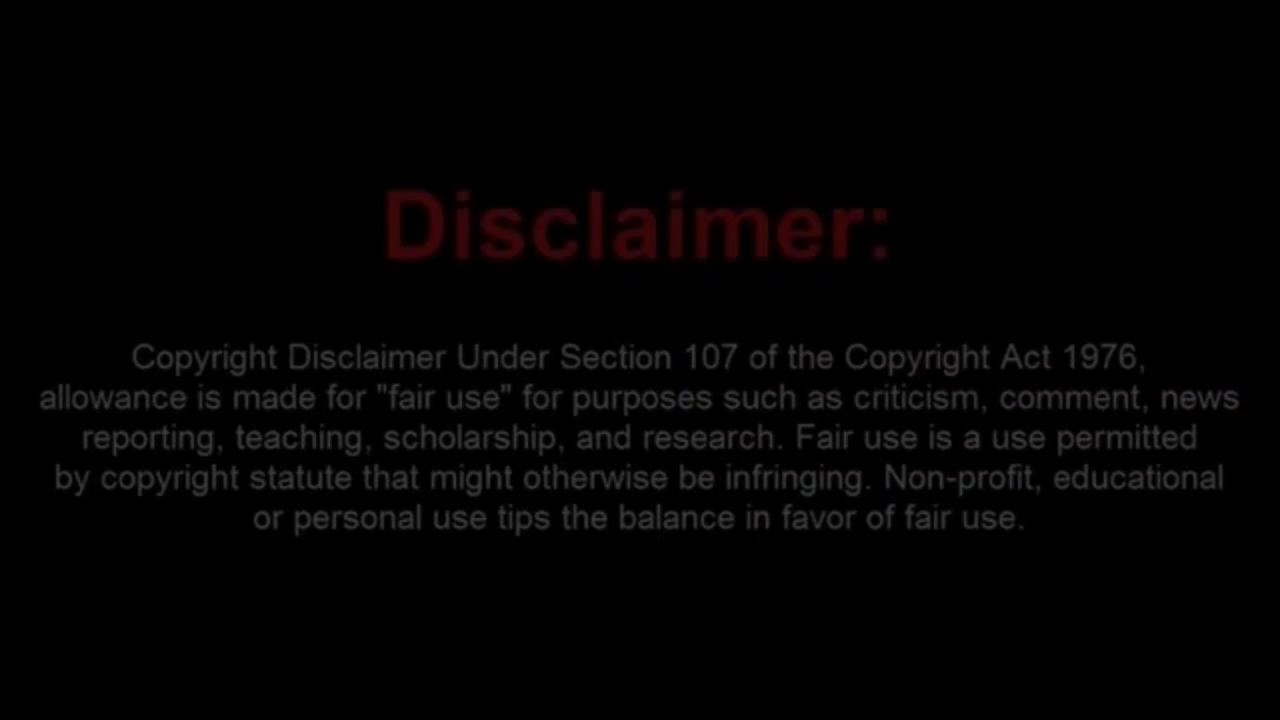 Disclaimer:
Copyright Disclaimer Under Section 107 of the Copyright Act 1976,
allowance is made for "fair use" for purposes such as criticism, comment, news
reporting, teaching, scholarship, and research. Fair use is a use permitted
by copyright statute that might otherwise be infringing. Non-profit, educational
or personal use tips the balance in favor of fair use.